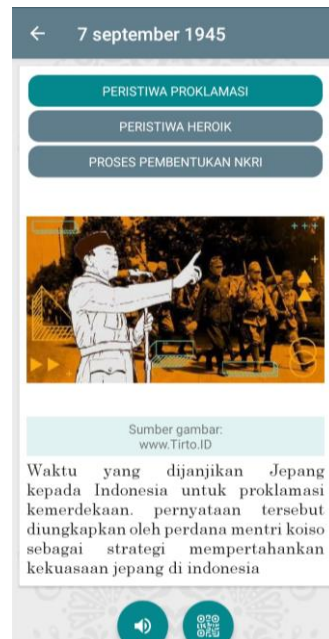 7 september 1945
PERISTIWA PROKLAMASI
PERISTIWA HEROIK
PROSES PEMBENTUKAN NKRI
Sumber gambar:
www.Tirto.ID
Waktu yang dijanjikan Jepang
kepada Indonesia untuk proklamasi
kemerdekaan. pernyataan tersebut
diungkapkan oleh perdana mentri koiso
sebagai strategi mempertahankan
kekuasaan jepang di indonesia